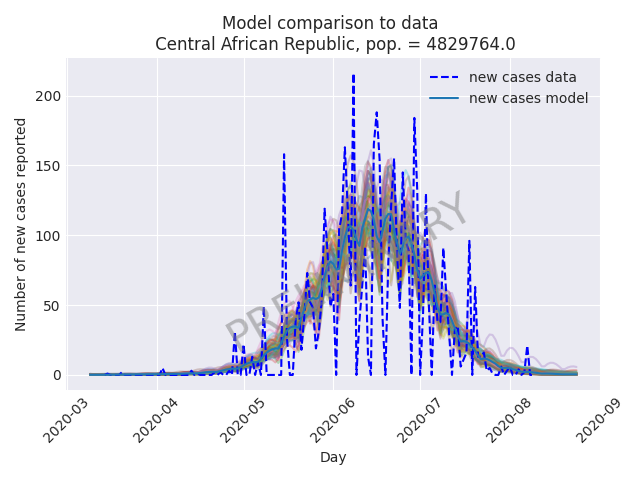 Model comparison to data
Central African Republic, pop. = 4829764.0
new cases data
new cases model
Number of new cases reported
200
150
100
50
0
PRELIMINARY
2020-03
2020-04
2020-05
2020-06
2020-07
2020-08
2020-09
Day